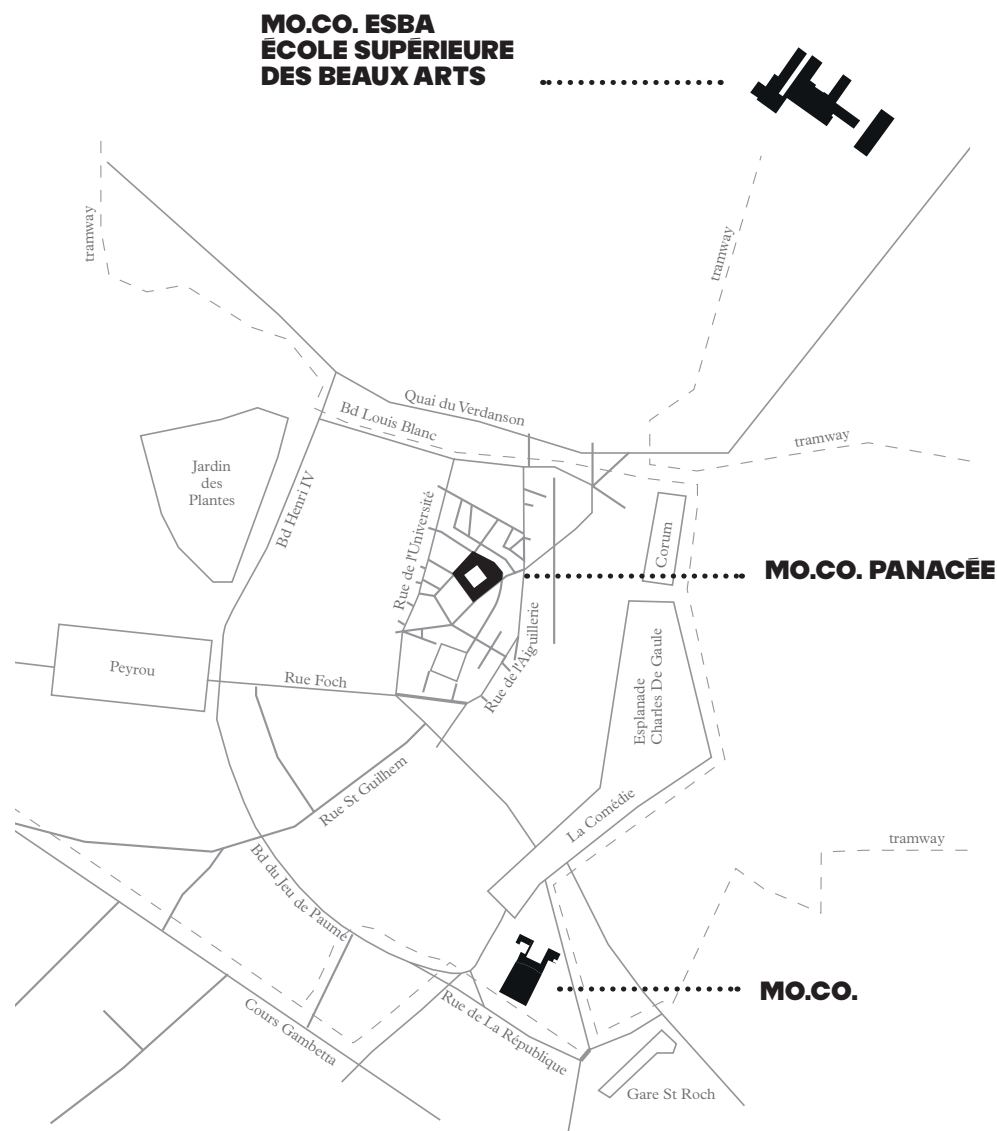 MO.CO. ESBA
ÉCOLE SUPÉRIEURE
DES BEAUX ARTS
tramway
tramway
Quai du Verdanson
Bd Louis Blanc
tramway
Jardin
des
Plantes
Bd Henri IV
Rue de l'Université
Corum
MO.CO. PANACÉE
Rue de l'Aiguillerie
Peyrou
Rue Foch
Esplanade
Charles De Gaule
Rue St Guilhem
La Comédie
tramway
Bd du Jeu de Paume
MO.CO.
Rue de La République
Cours Gambetta
Gare St Roch